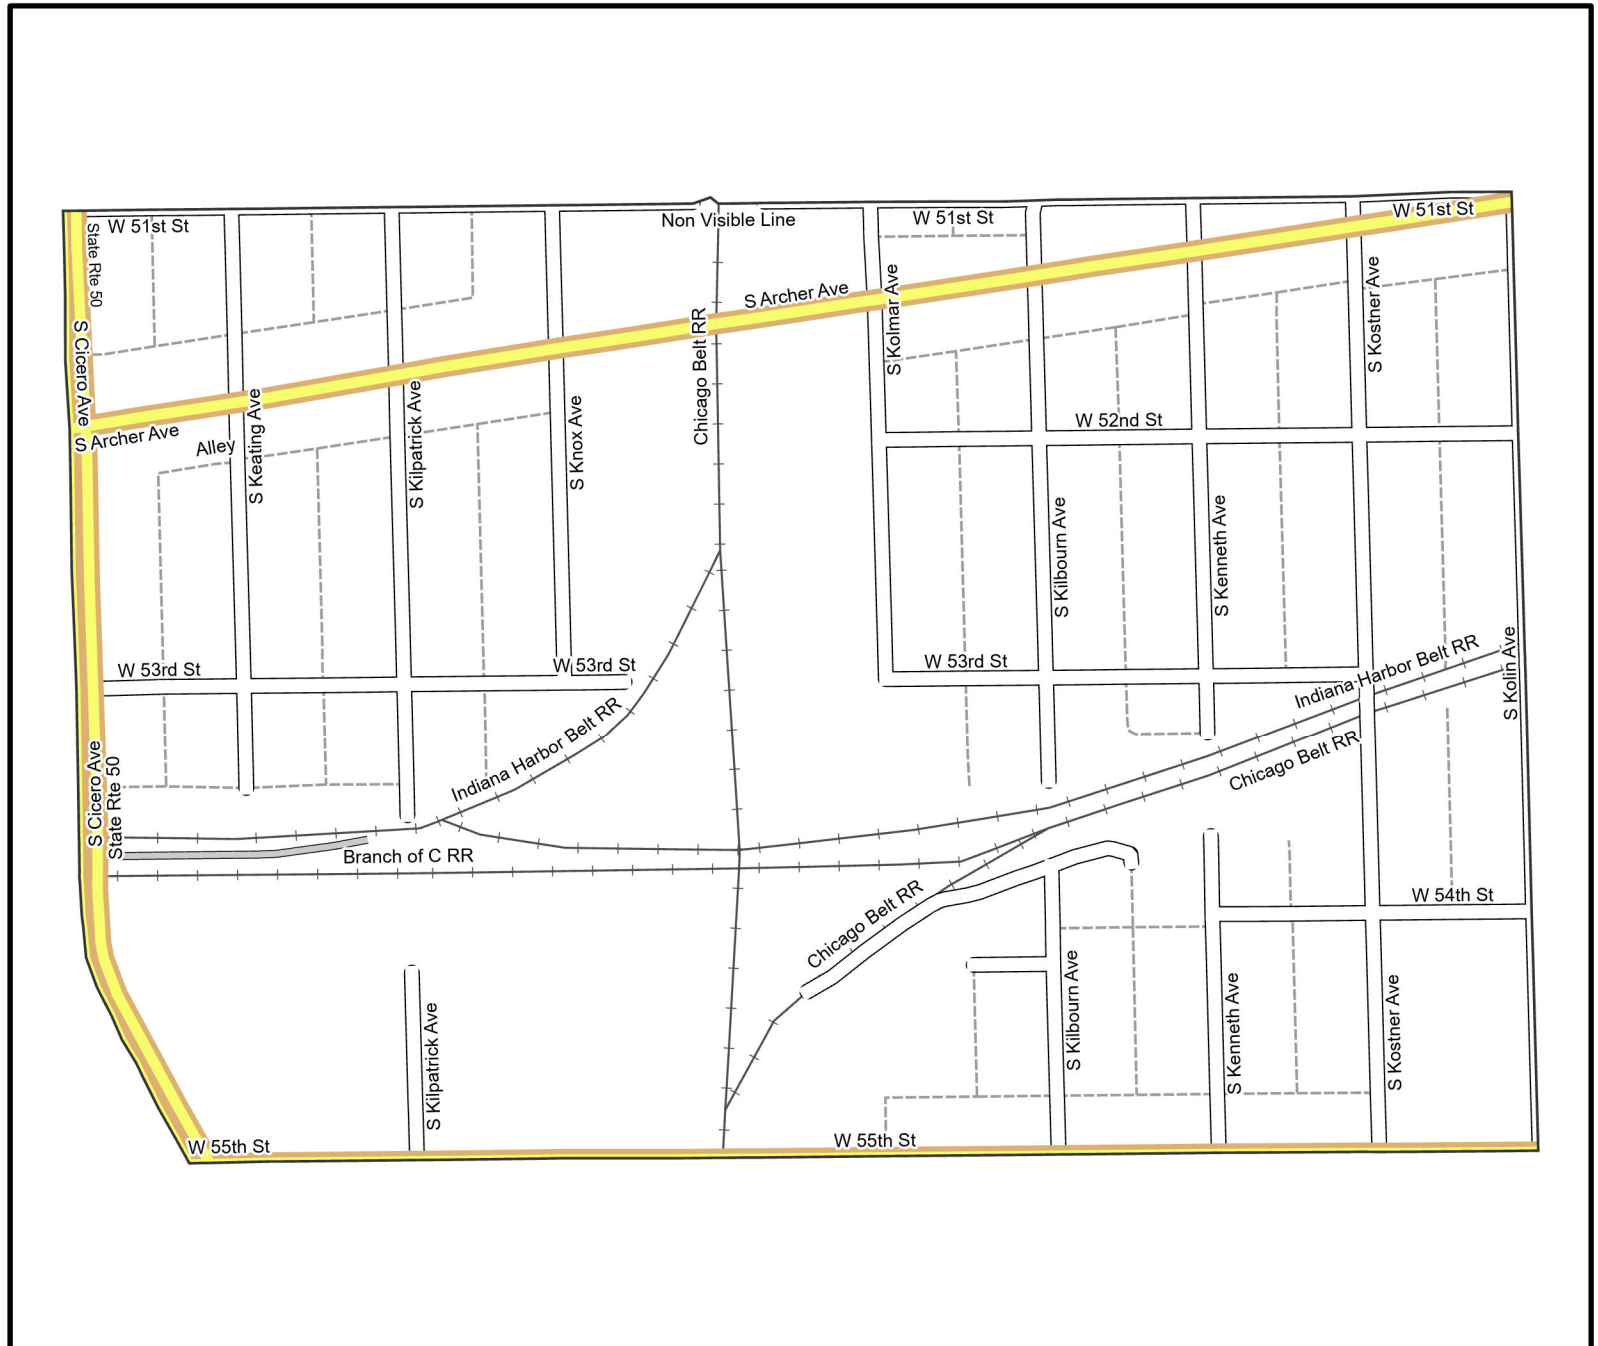 W 51st St
Non Visible Line
W 51st St
W 51st St
State Rte 50
S Cicero Ave
S Archer Ave
Chicago Belt RR
S Kolmar Ave
S Kostner Ave
S Archer Ave
Alley
S Keating Ave
S Kilpatrick Ave
S Knox Ave
W 52nd St
S Kilbourn Ave
S Kenneth Ave
W 53rd St
W 53rd St
W 53rd St
Indiana Harbor Belt RR
S Kolin Ave
Indiana Harbor Belt RR
Chicago Belt RR
S Cicero Ave
State Rte 50
Branch of C RR
Chicago Belt RR
W 54th St
S Kilpatrick Ave
S Kilbourn Ave
S Kenneth Ave
S Kostner Ave
W 55th St
W 55th St